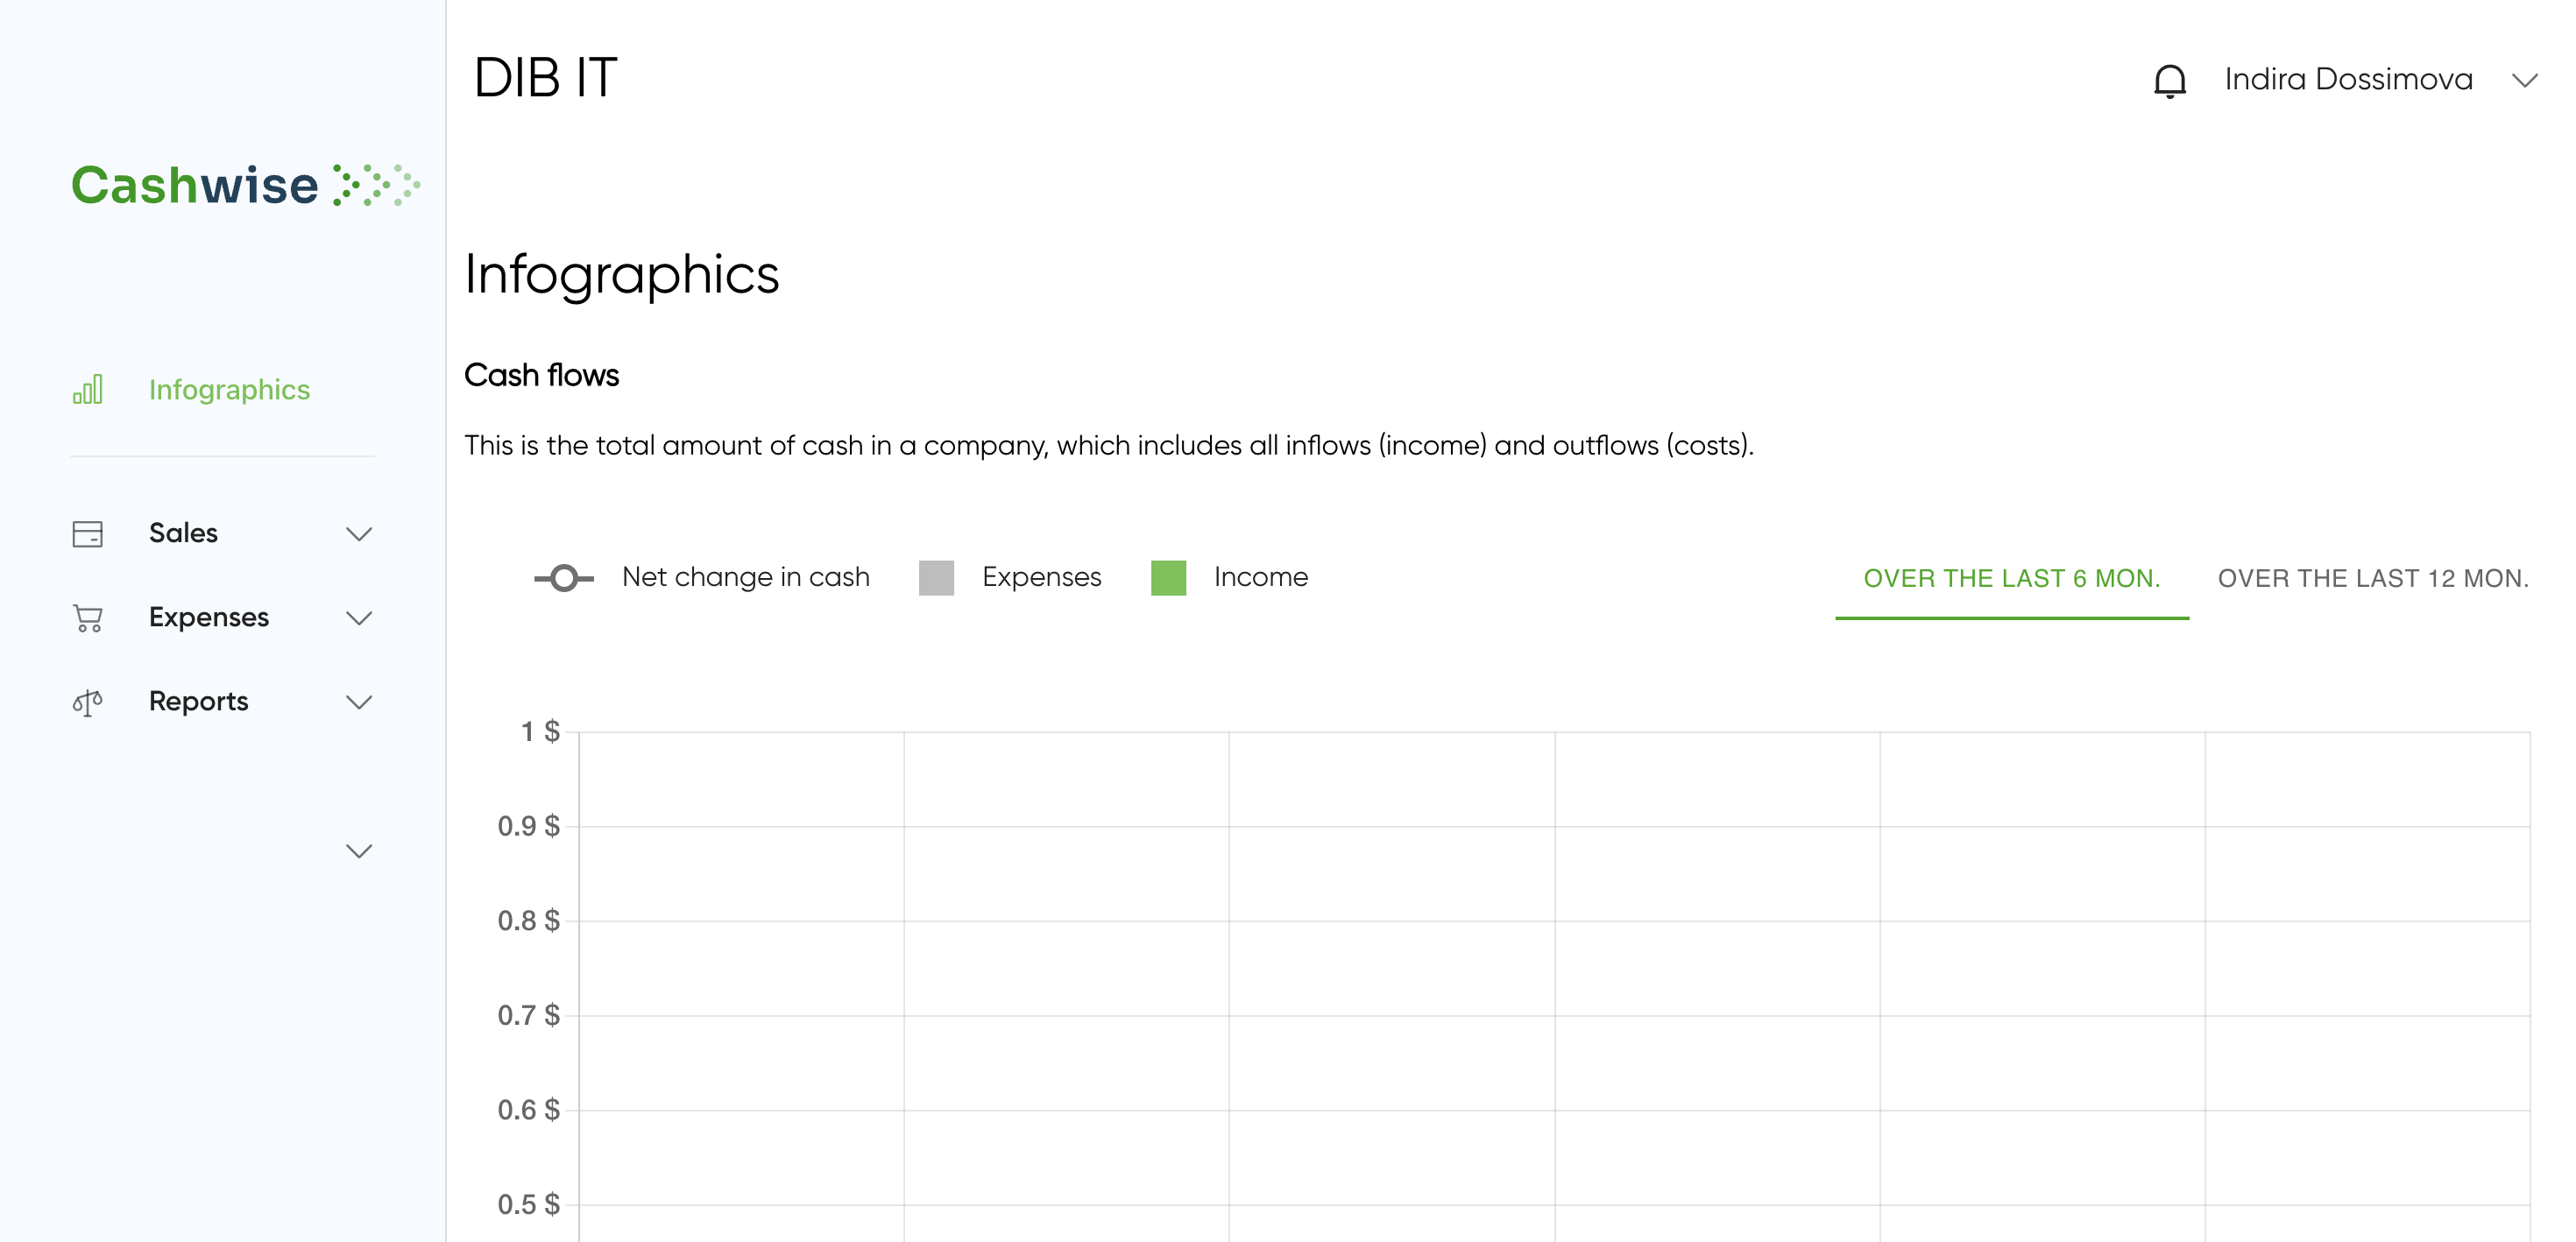 DIB IT
Indira Dossimova
Cashwise
Infographics
Sales
Expenses
Reports
Infographics
Cash flows
This is the total amount of cash in a company, which includes all inflows (income) and outflows (costs).
Net change in cash
Expenses
Income
OVER THE LAST 6 MON.
OVER THE LAST 12 MON.
1 $
0.9 $
0.8 $
0.7 $
0.6 $
0.5 $